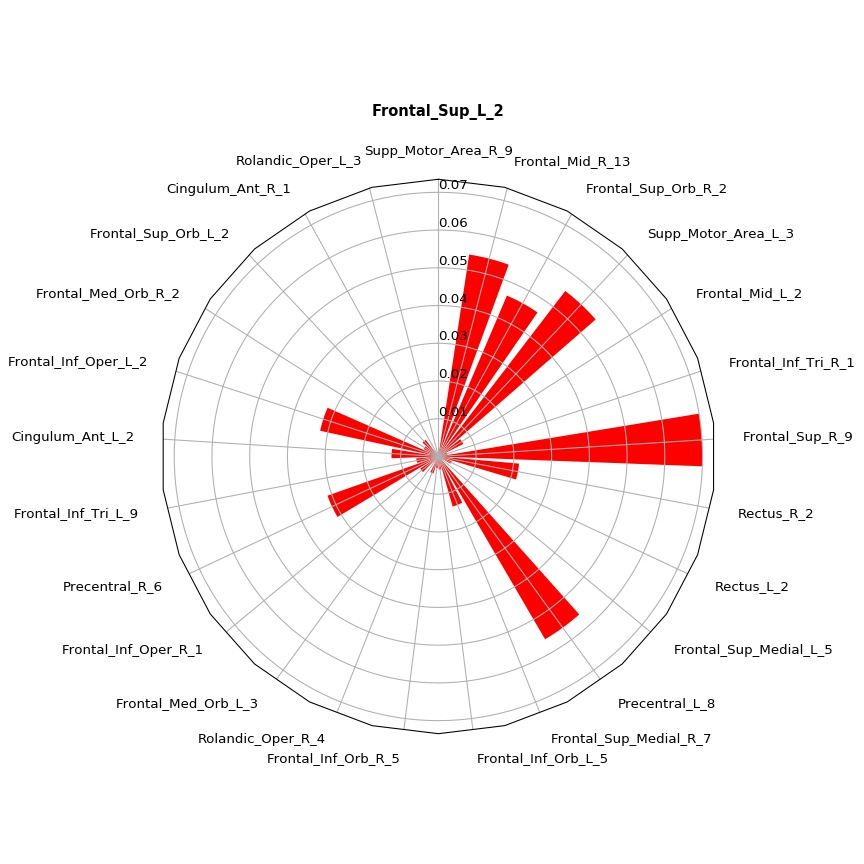 Frontal_Sup_L_2
Supp_Motor_Area_R_9
Rolandic_Oper_L_3
Frontal_Mid_R_13
Cingulum_Ant_R_1
0.07
Frontal_Sup_Orb_R_2
0.06
Frontal_Sup_Orb_L_2
Supp_Motor_Area_L_3
0.05
Frontal_Med_Orb_R_2
Frontal_Mid_L_2
0.04
0.03
Frontal_Inf_Oper_L_2
Frontal_Inf_Tri_R_1
0.02
0.01
Cingulum_Ant_L_2
Frontal_Sup_R_9
Frontal_Inf_Tri_L_9
Rectus_R_2
Precentral_R_6
Rectus_L_2
Frontal_Inf_Oper_R_1
Frontal_Sup_Medial_L_5
Frontal_Med_Orb_L_3
Precentral_L_8
Rolandic_Oper_R_4
Frontal_Sup_Medial_R_7
Frontal_Inf_Orb_R_5
Frontal_Inf_Orb_L_5